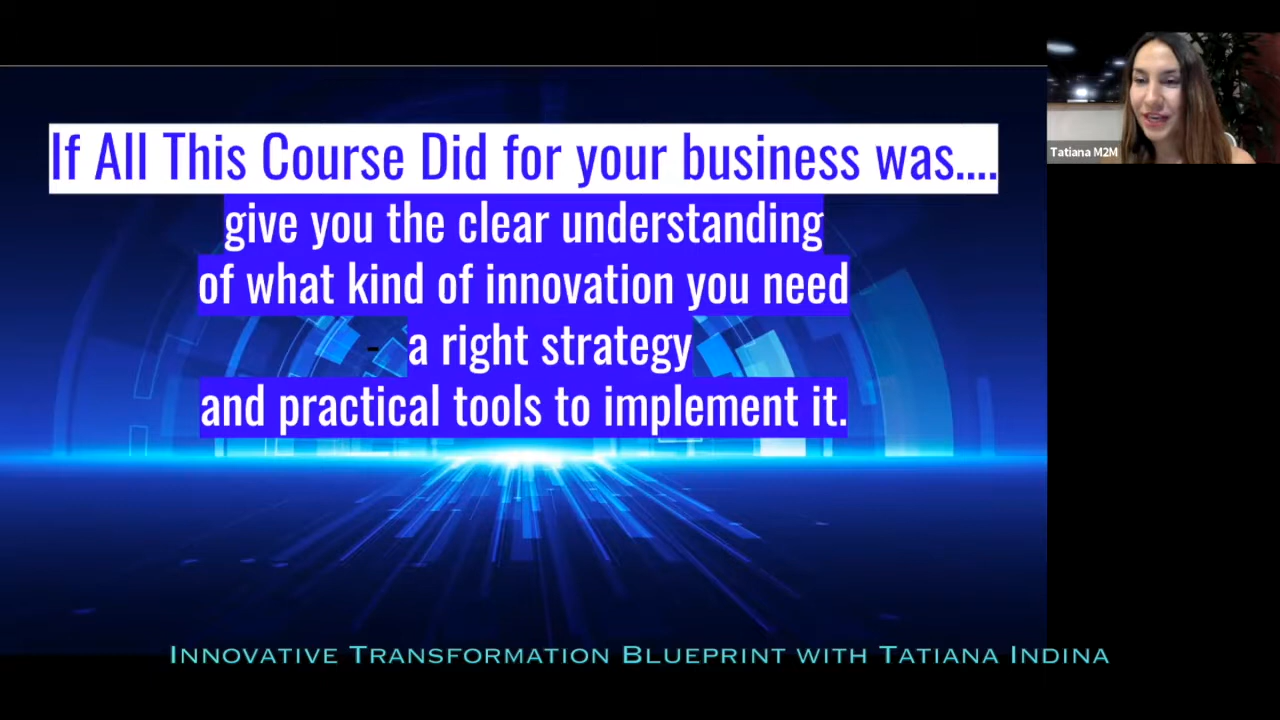 If All This Course Did for your business was....
give you the clear understanding
of what kind of innovation you need
- a right strategy
and practical tools to implement it.
Tatiana M2M
INNOVATIVE TRANSFORMATION BLUEPRINT WITH TATIANA INDINA